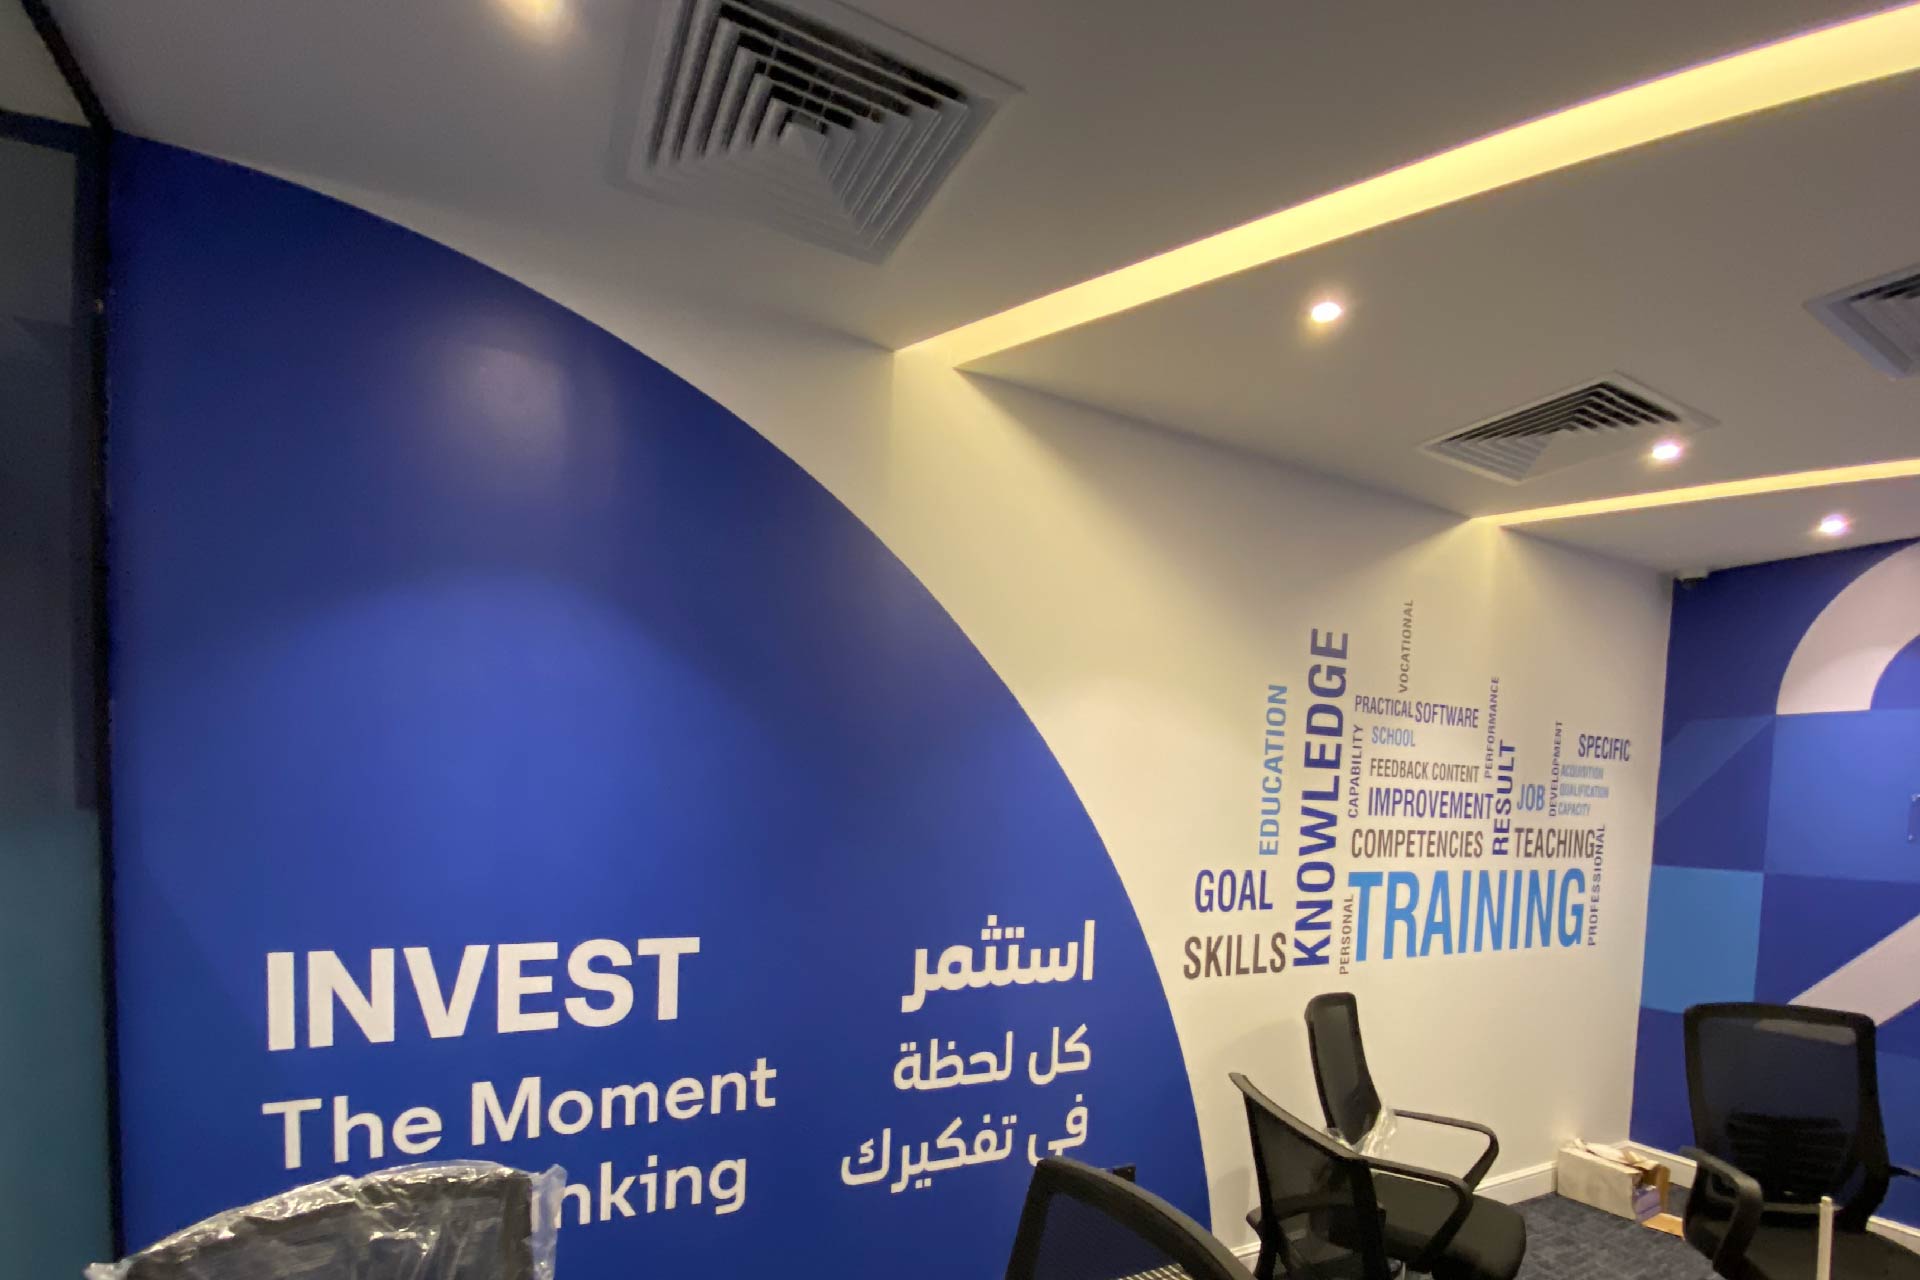 INVEST
The Moment
nking
استثمر
كل لحظة
في تفكيرك
VOCATIONAL
KNOWLEDGE
EDUCATION
PRACTICAL SOFTWARE
PERFORMANCE
SCHOOL
CAPABILITY
SPECIFIC
DEVELOPMENT
FEEDBACK CONTENT
ACQUISITION
RESULT
IMPROVEMENT
JOB
QUALIFICATION
CAPACITY
COMPETENCIES
TEACHING
PROFESSIONAL
GOAL
PERSONAL
TRAINING
SKILLS